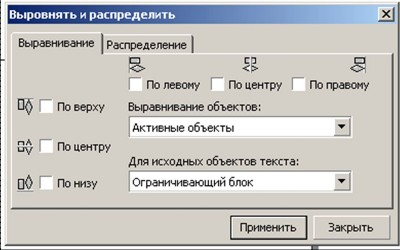 Выровнять и распределить
Выравнивание Распределение
По левому По центру По правому
По верху
Выравнивание объектов:
Активные объекты
По центру
Для исходных объектов текста:
Ограничивающий блок
По низу
Применить Закрыть